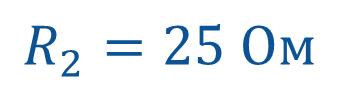 R₂ = 25 Ом